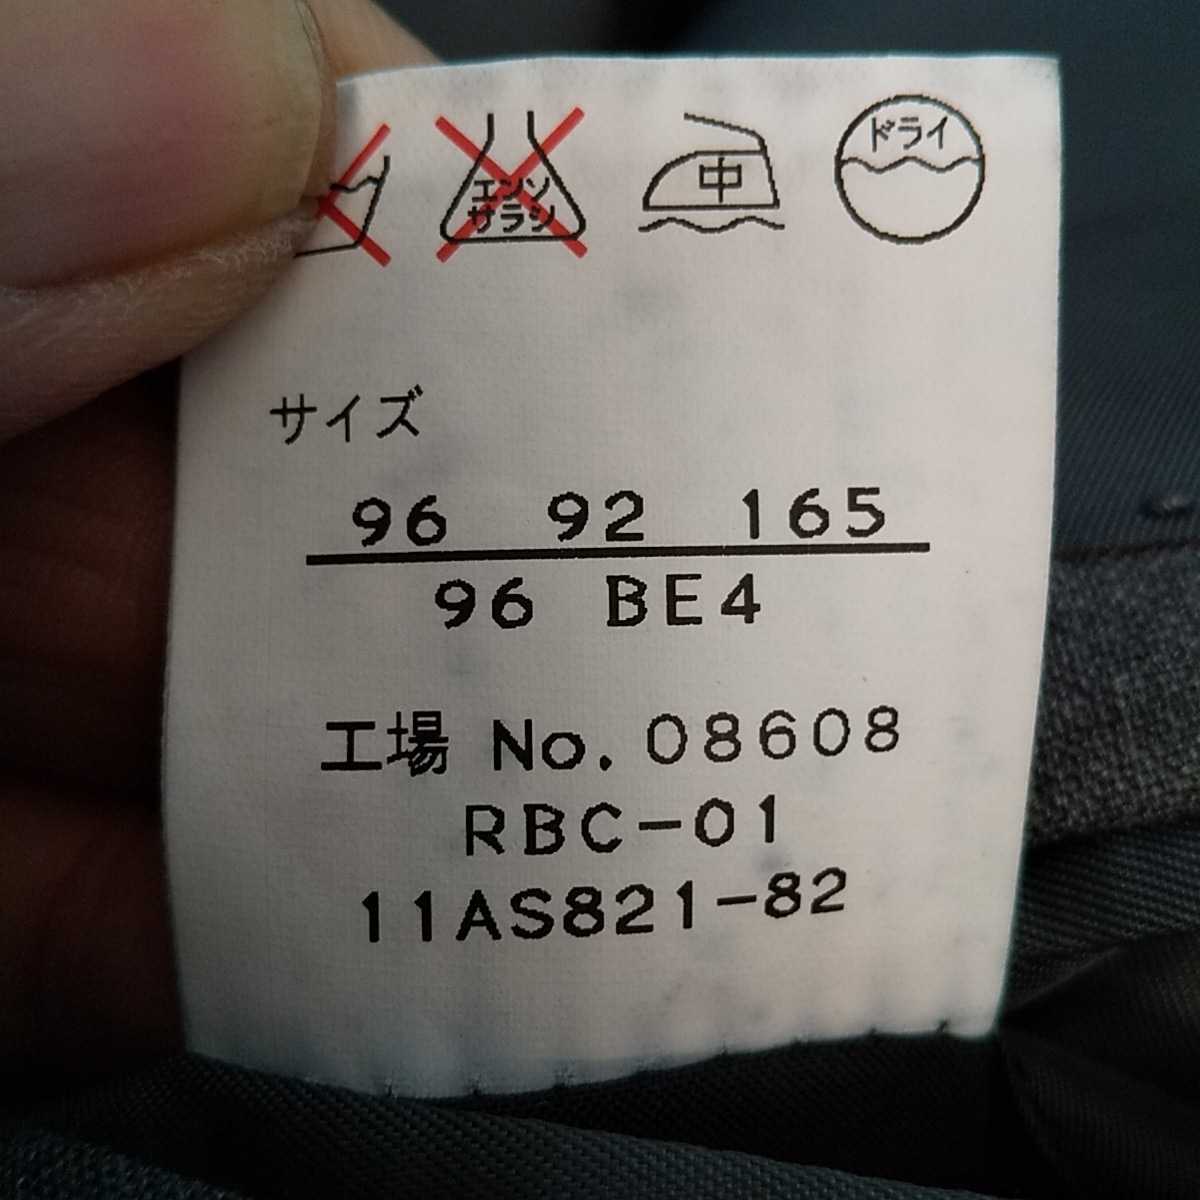 エンソ
サラシ
中
ドライ
サイズ
96 92 165
96 BE4
工場 No. 08608
RBC-01
11AS821-82